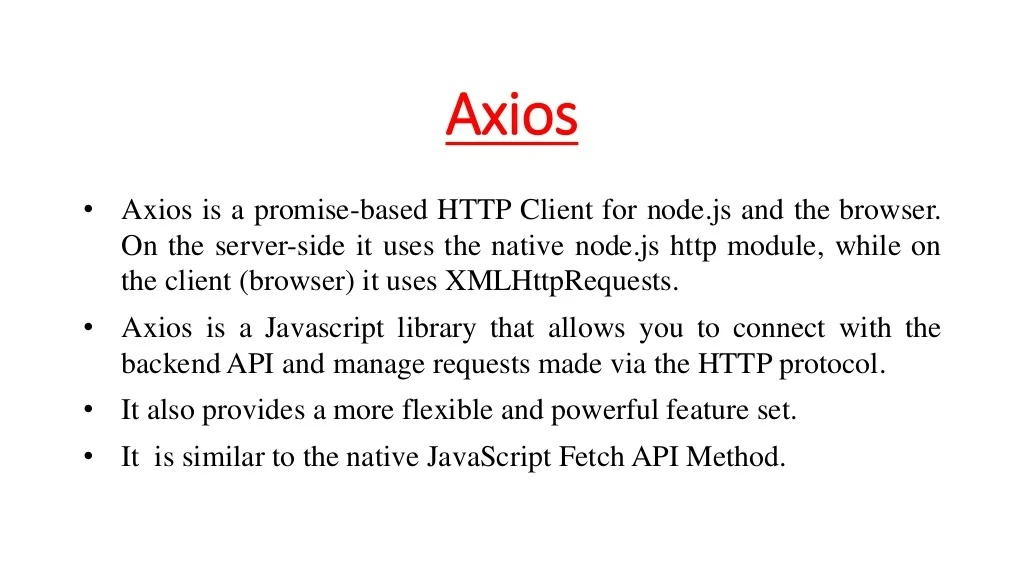 Axios
• Axios is a promise-based HTTP Client for node.js and the browser.
On the server-side it uses the native node.js http module, while on
the client (browser) it uses XMLHttpRequests.
• Axios is a Javascript library that allows you to connect with the
backend API and manage requests made via the HTTP protocol.
• It also provides a more flexible and powerful feature set.
• It  is similar to the native JavaScript Fetch API Method.